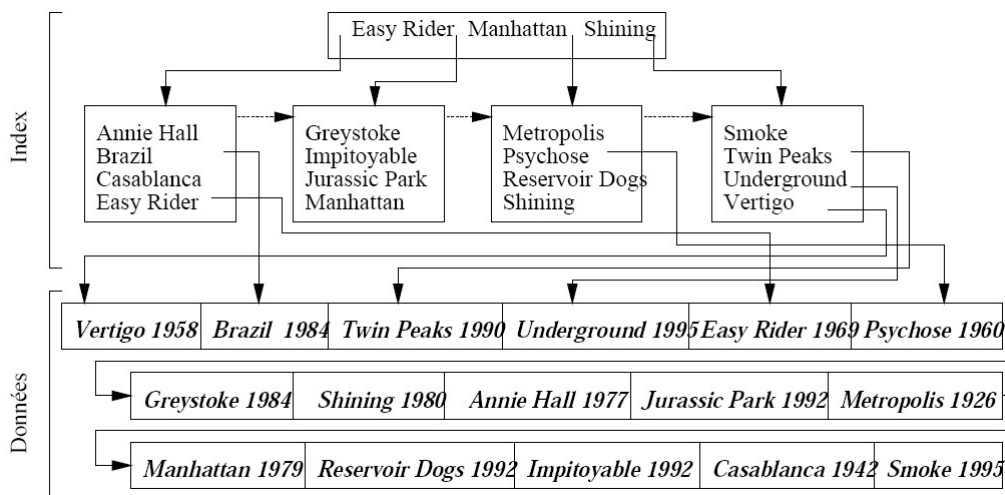 Easy Rider Manhattan Shining
Annie Hall
Brazil
Casablanca
Easy Rider
Greystoke
Impitoyable
Jurassic Park
Manhattan
Metropolis
Psychose
Reservoir Dogs
Shining
Smoke
Twin Peaks
Underground
Vertigo
Index
Vertigo 1958 Brazil 1984 Twin Peaks 1990 Underground 1995 Easy Rider 1969 Psychose 1960
Greystoke 1984 Shining 1980 Annie Hall 1977 Jurassic Park 1992 Metropolis 1926
Manhattan 1979 Reservoir Dogs 1992 Impitoyable 1992 Casablanca 1942 Smoke 1995
Données